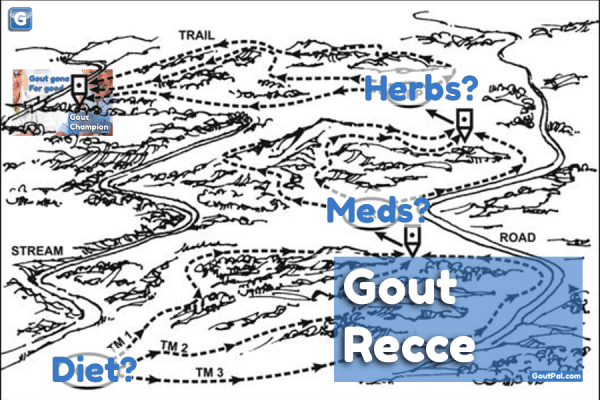 G
TRAIL
Gout gone
For good
Gout
Champion
Herbs?
Meds?
STREAM
ROAD
Gout
Recce
TM 1
TM 2
TM 3
Diet?
GoutPal.com